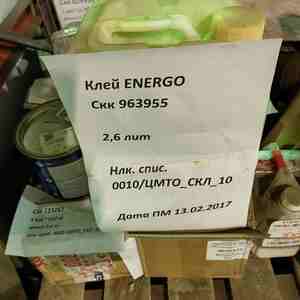 Клей ENERGO
Скк 963955
2,6 лит
Нлк. спис.
0010/ЦМТО_СКЛ_10
Дата ПМ 13.02.2017